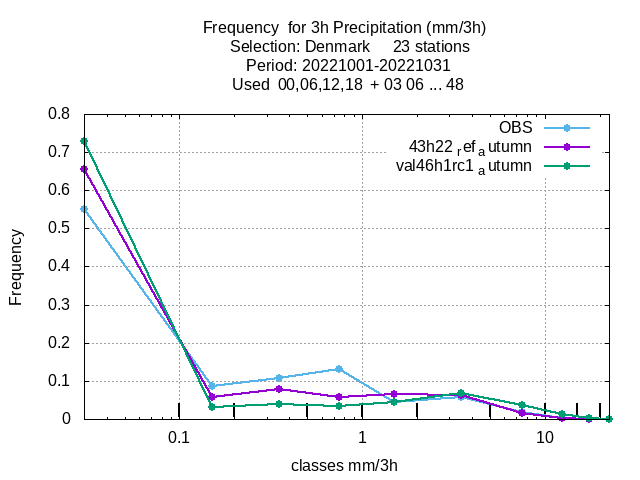 Frequency  for 3h Precipitation (mm/3h)
Selection: Denmark     23 stations
Period: 20221001-20221031
Used  00,06,12,18  + 03 06 ... 48
0.8
0.7
0.6
0.5
0.4
0.3
0.2
0.1
0
Frequency
OBS
43h22_ref_autumn
val46h1rc1_autumn
0.1
1
10
classes mm/3h